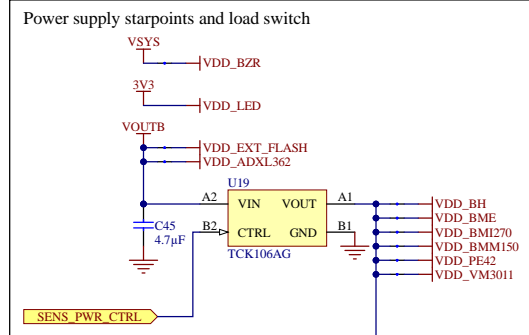 Power supply starpoints and load switch
VSYS
VDD_BZR
3V3
VDD_LED
VOUTB
VDD_EXT_FLASH
VDD_ADXL362
U19
A2 VIN VOUT A1
B2 CTRL GND B1
TCK106AG
C45
4.7µF
VDD_BH
VDD_BME
VDD_BMI270
VDD_BMM150
VDD_PE42
VDD_VM3011
SENS_PWR_CTRL